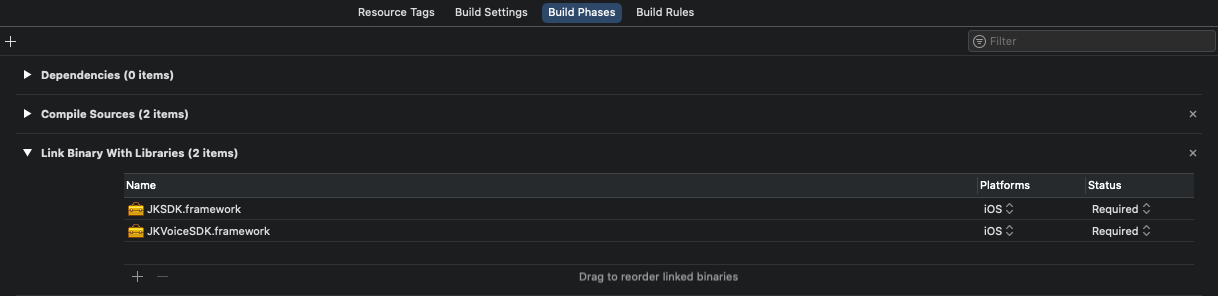 Resource Tags Build Settings Build Phases Build Rules
Filter
Dependencies (0 items)
Compile Sources (2 items)
Link Binary With Libraries (2 items)
Name Platforms Status
JKSDK.framework iOS Required
JKVoiceSDK.framework iOS Required
Drag to reorder linked binaries